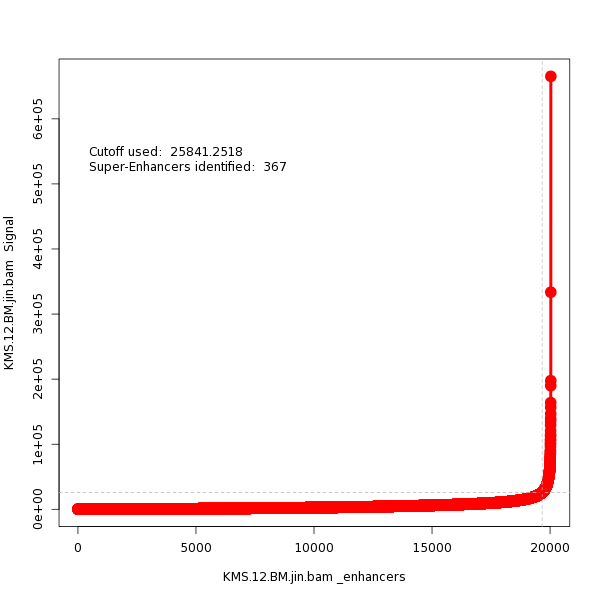 Cutoff used:  25841.2518
Super-Enhancers identified:  367
KMS.12.BM.jin.bam  Signal
6e+05
5e+05
4e+05
3e+05
2e+05
1e+05
0e+00
0 5000 10000 15000 20000
KMS.12.BM.jin.bam _enhancers